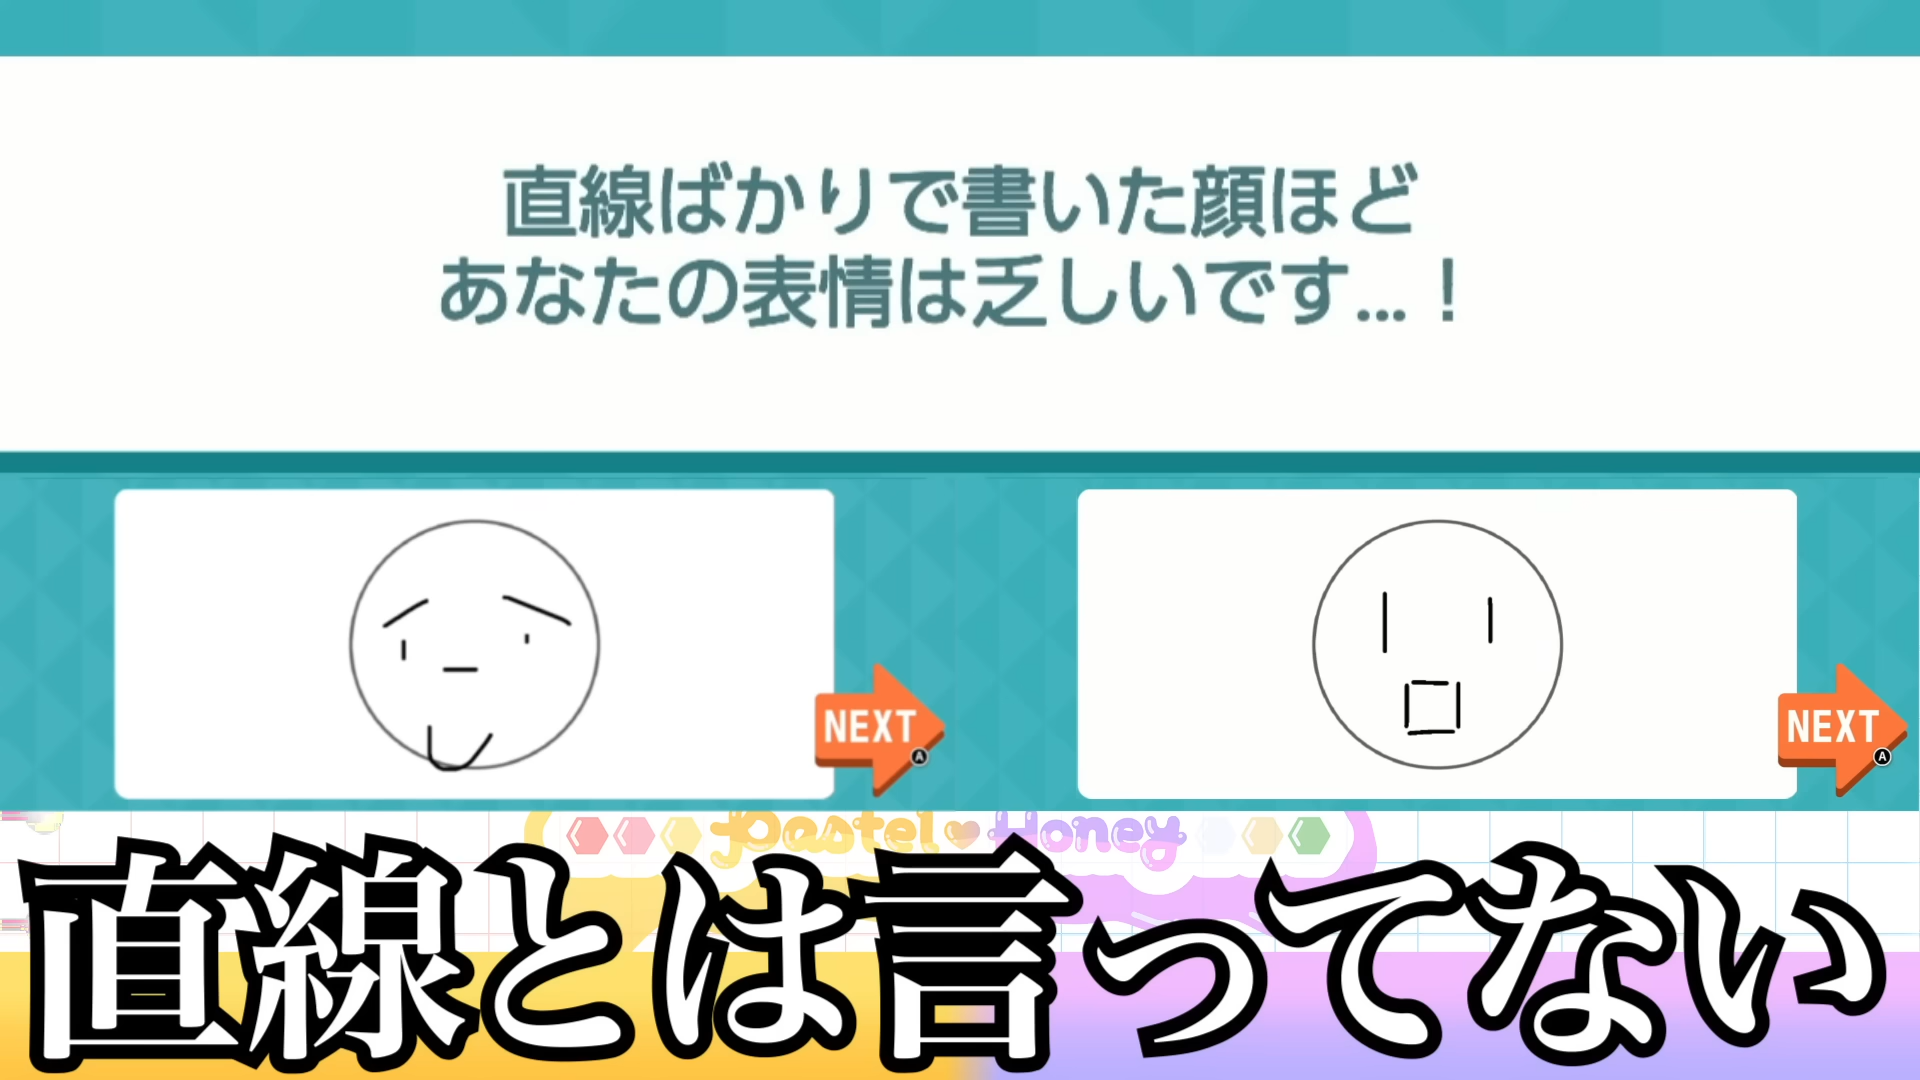 直線ばかりで書いた顔ほど
あなたの表情は乏しいです...！
NEXT
A
NEXT
A
Pastel Honey
直線とは言ってない